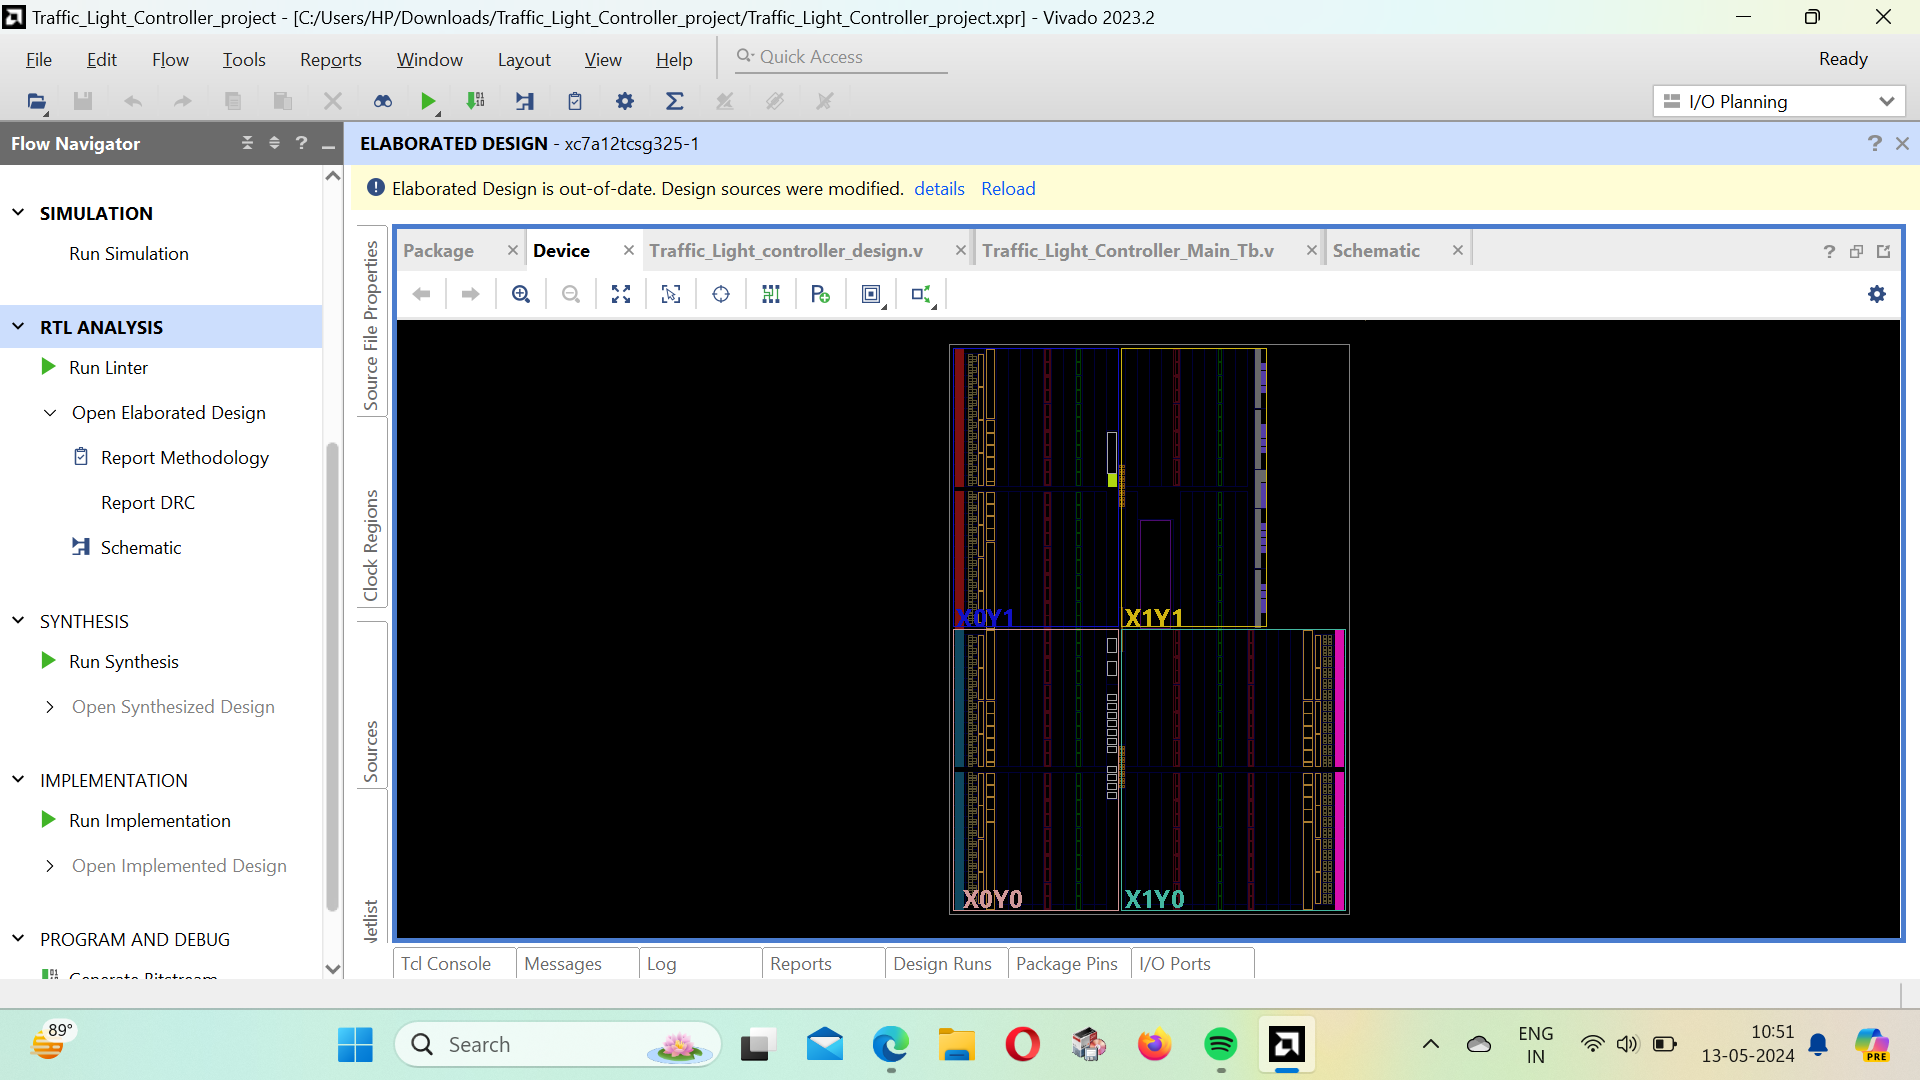 Traffic_Light_Controller_project - [C:/Users/HP/Downloads/Traffic_Light_Controller_project/Traffic_Light_Controller_project.xpr] - Vivado 2023.2
File Edit Flow Tools Reports Window Layout View Help Quick Access Ready
I/O Planning
Flow Navigator
ELABORATED DESIGN - xc7a12tcsg325-1
Elaborated Design is out-of-date. Design sources were modified. details Reload
SIMULATION
Run Simulation
RTL ANALYSIS
Run Linter
Open Elaborated Design
Report Methodology
Report DRC
Schematic
SYNTHESIS
Run Synthesis
Open Synthesized Design
IMPLEMENTATION
Run Implementation
Open Implemented Design
PROGRAM AND DEBUG
Generate Bitstream
Source File Properties
Clock Regions
Sources
Netlist
Package Device Traffic_Light_controller_design.v Traffic_Light_Controller_Main_Tb.v Schematic
X0Y1 X1Y1
X0Y0 X1Y0
Tcl Console Messages Log Reports Design Runs Package Pins I/O Ports
89°
Search
ENG
IN
10:51
13-05-2024
PRE